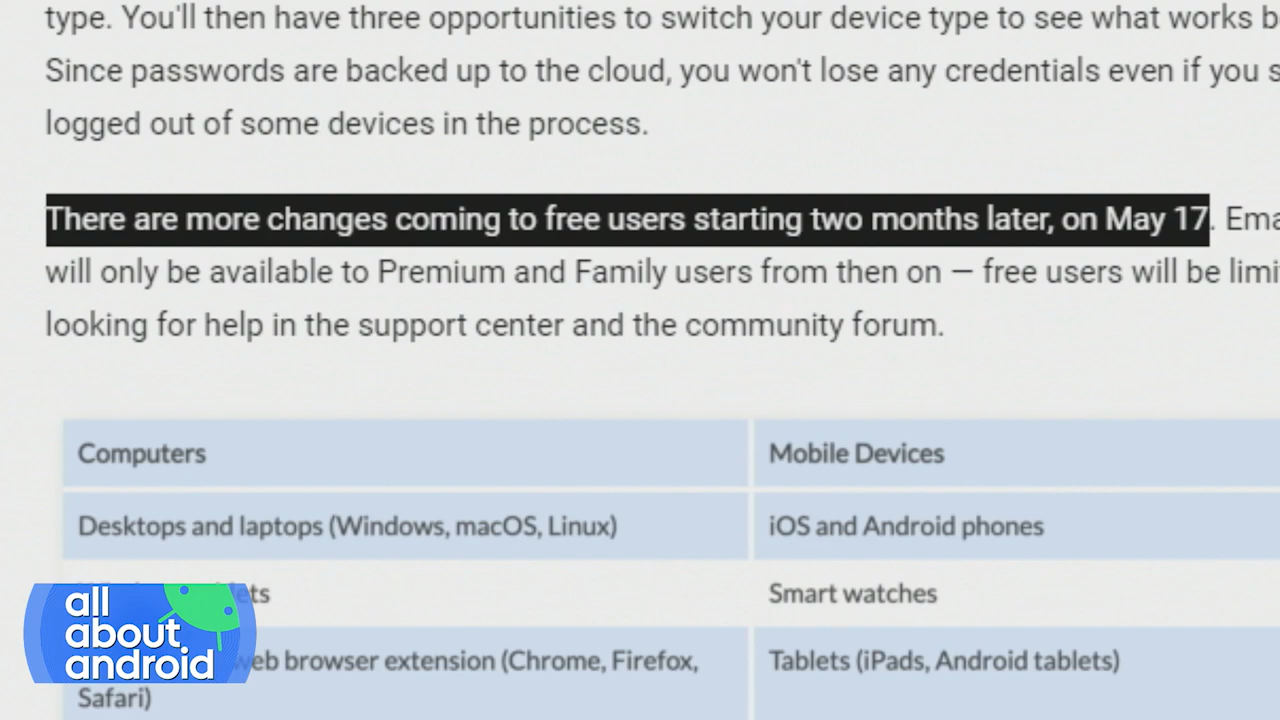 type. You'll then have three opportunities to switch your device type to see what works
Since passwords are backed up to the cloud, you won't lose any credentials even if you
logged out of some devices in the process.
There are more changes coming to free users starting two months later, on May 17.
will only be available to Premium and Family users from then on — free users will be
looking for help in the support center and the community forum.
Computers
Mobile Devices
Desktops and laptops (Windows, macOS, Linux)
iOS and Android phones
Smart watches
web browser extension (Chrome, Firefox,
Safari)
Tablets (iPads, Android tablets)
all
about
android